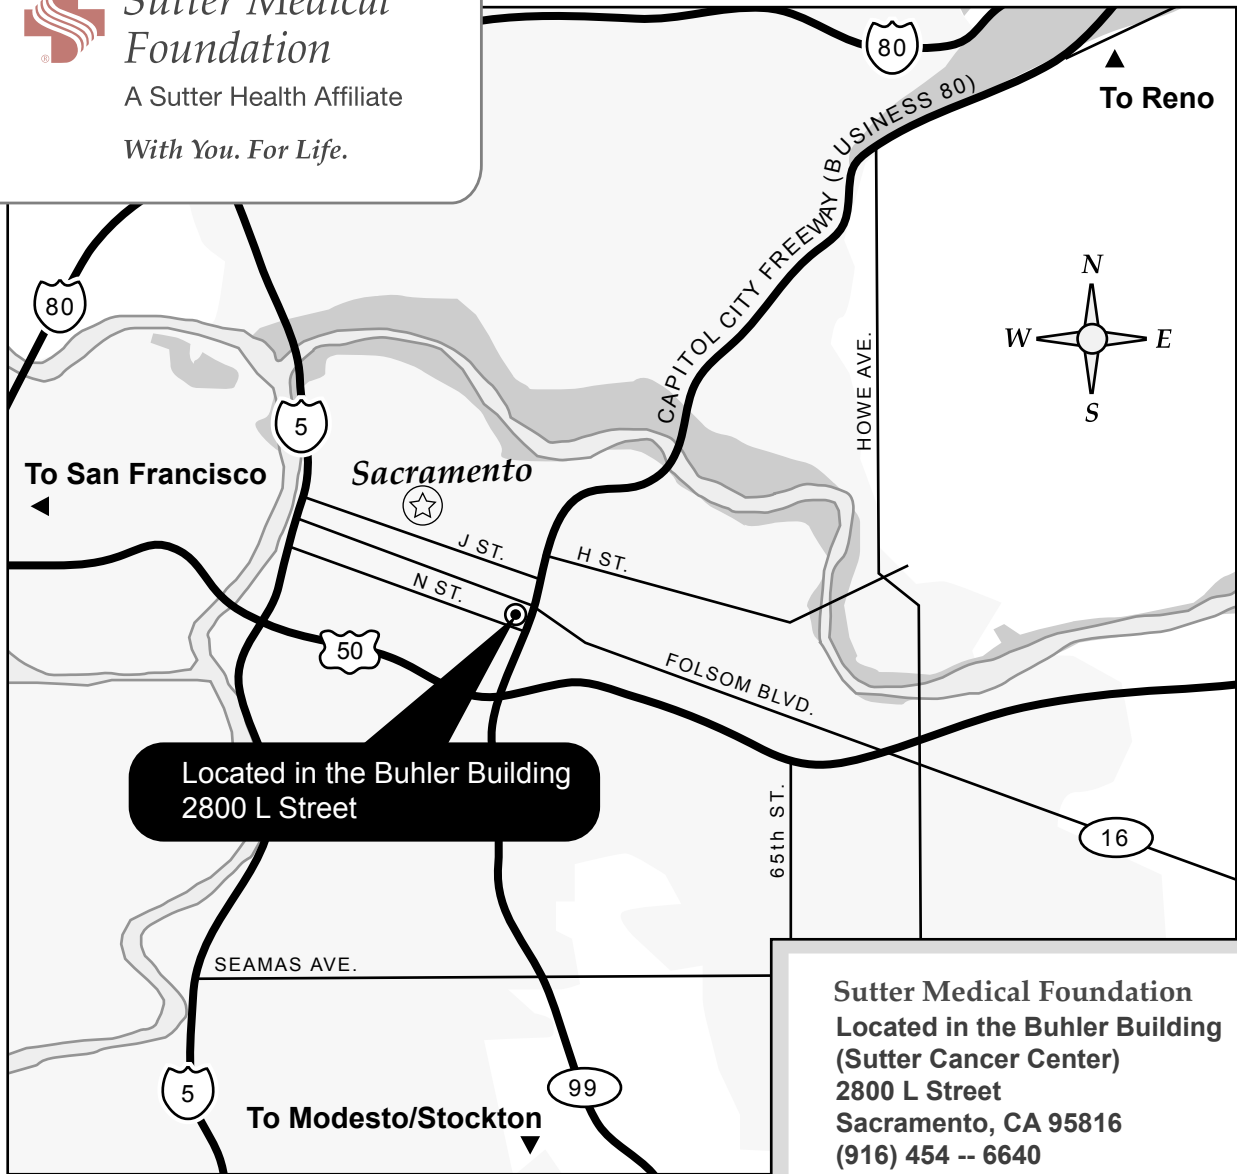 Sutter Medical
Foundation
®
A Sutter Health Affiliate
With You. For Life.
80
To Reno
CAPITOL CITY FREEWAY (BUSINESS 80)
N
W
E
S
80
HOWE AVE.
5
To San Francisco
Sacramento
J ST.
H ST.
N ST.
50
FOLSOM BLVD.
Located in the Buhler Building
2800 L Street
65th ST.
16
SEAMAS AVE.
5
99
To Modesto/Stockton
Sutter Medical Foundation
Located in the Buhler Building
(Sutter Cancer Center)
2800 L Street
Sacramento, CA 95816
(916) 454 -- 6640